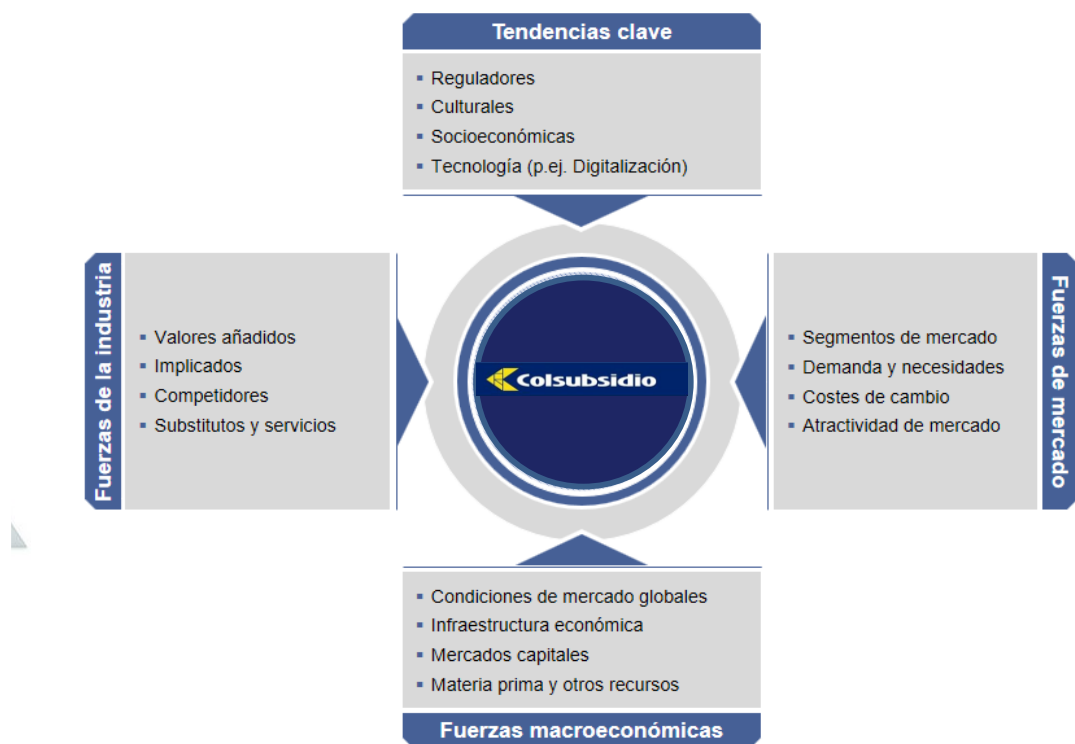 Tendencias clave
▪ Reguladores
▪ Culturales
▪ Socioeconómicas
▪ Tecnología (p.ej. Digitalización)
Fuerzas de la industria
▪ Valores añadidos
▪ Implicados
▪ Competidores
▪ Substitutos y servicios
Colsubsidio
▪ Segmentos de mercado
▪ Demanda y necesidades
▪ Costes de cambio
▪ Atractividad de mercado
Fuerzas de mercado
▪ Condiciones de mercado globales
▪ Infraestructura económica
▪ Mercados capitales
▪ Materia prima y otros recursos
Fuerzas macroeconómicas